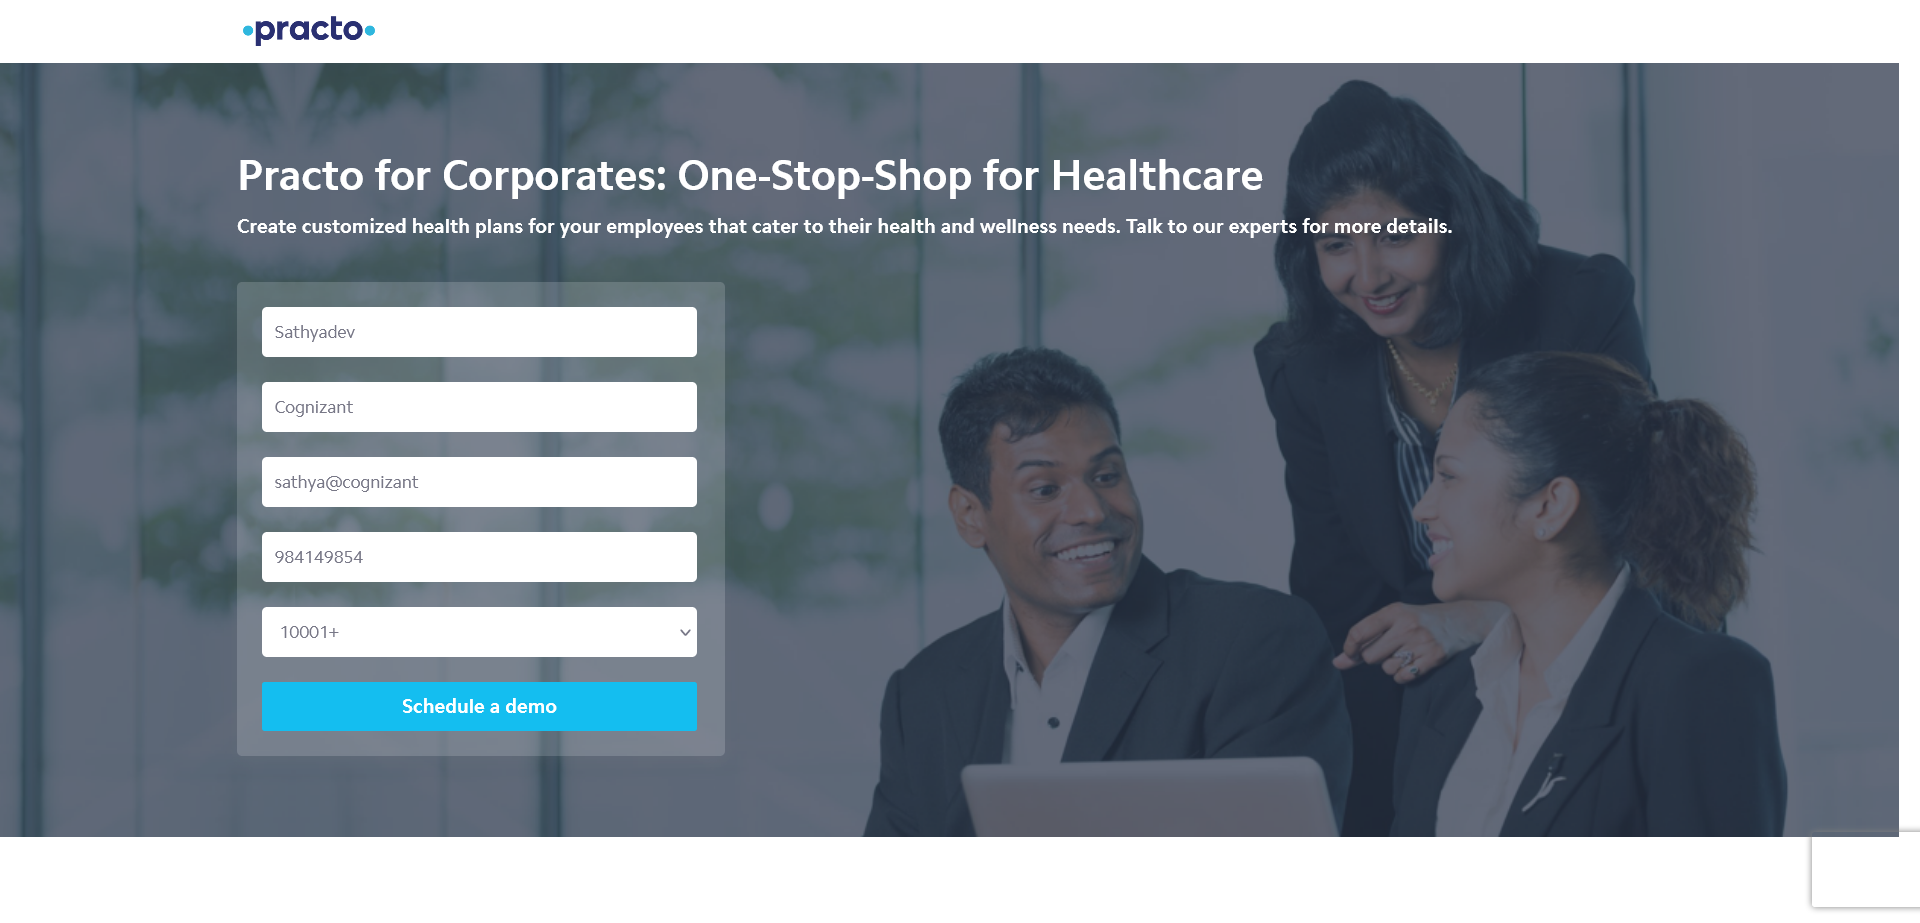 practo
Practo for Corporates: One-Stop-Shop for Healthcare
Create customized health plans for your employees that cater to their health and wellness needs. Talk to our experts for more details.
Sathyadev
Cognizant
sathya@cognizant
984149854
10001+
Schedule a demo